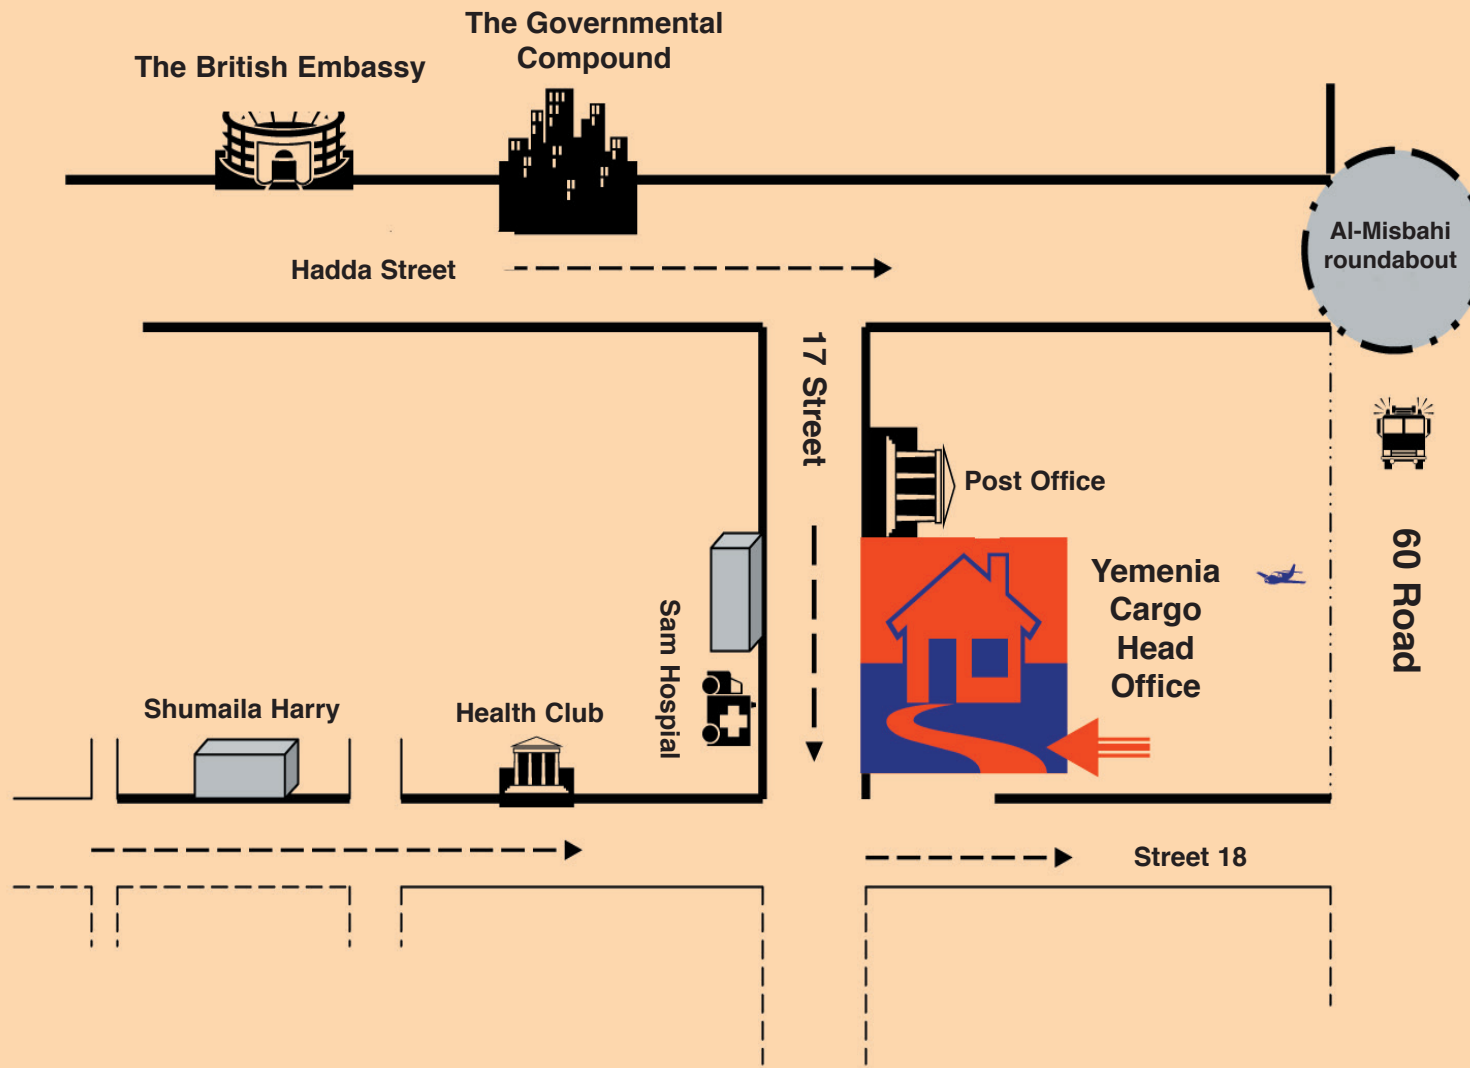 The Governmental
Compound
The British Embassy
Al-Misbahi
roundabout
Hadda Street
17 Street
Post Office
60 Road
Yemenia
Cargo
Head
Office
Sam Hospial
Shumaila Harry
Health Club
Street 18